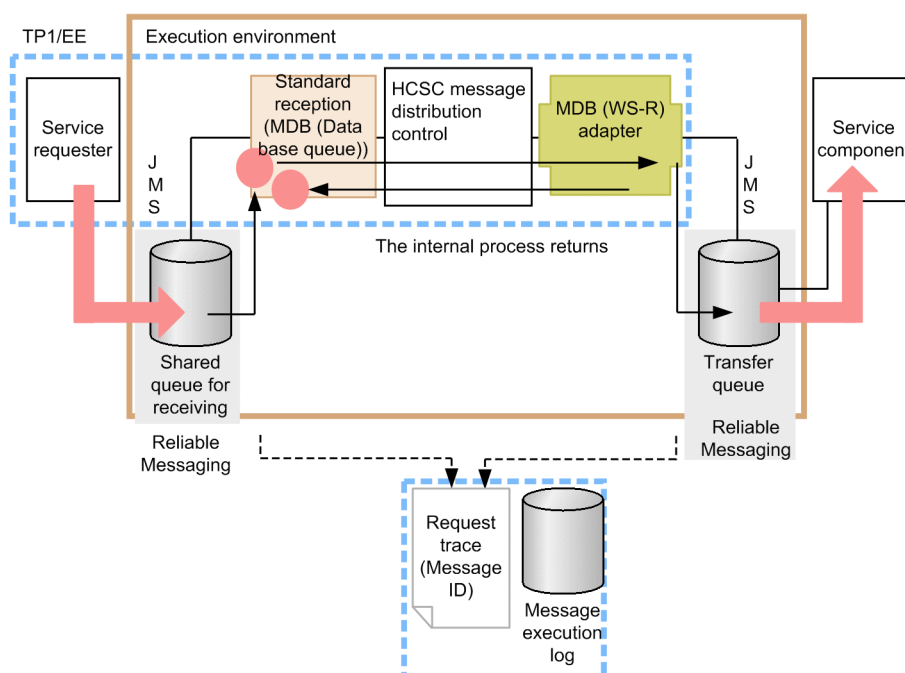 TP1/EE
Execution environment
Service
requester
Standard
reception
(MDB (Data
base queue))
HCSC message
distribution
control
MDB (WS-R)
adapter
Service
component
J
M
S
J
M
S
The internal process returns
Shared
queue for
receiving
Transfer
queue
Reliable
Messaging
Reliable
Messaging
Request
trace
(Message
ID)
Message
execution
log